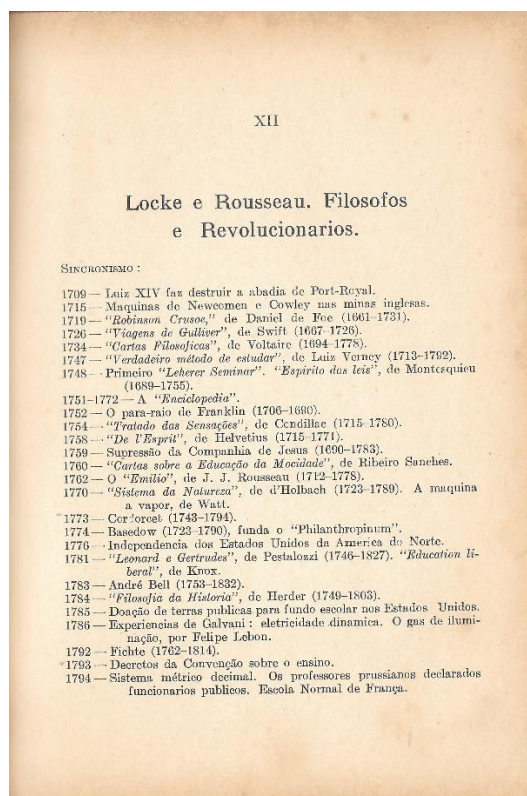 XII
Locke e Rousseau. Filosofos
e Revolucionarios.
SINCRONISMO :
1709 — Luiz XIV faz destruir a abadia de Port-Royal.
1715 — Maquinas de Newcomen e Cowley nas minas inglesas.
1719 — "Robinson Crusoe," de Daniel de Foe (1661-1731).
1726 — "Viagens de Gulliver", de Swift (1667-1726).
1734 — "Cartas Filosoficas", de Voltaire (1694-1778).
1747 — "Verdadeiro método de estudar", de Luiz Verney (1713-1792).
1748 — Primeiro "Leherer Seminar". "Espirito das leis", de Montesquieu
(1689-1755).
1751-1772 — A "Enciclopedia".
1752 — O para-raio de Franklin (1706-1690).
1754 — "Tratado das Sensações", de Condillac (1715-1780).
1758 — "De l'Esprit", de Helvetius (1715-1771).
1759 — Supressão da Companhia de Jesus (1690-1783).
1760 — "Cartas sobre a Educação da Mocidade", de Ribeiro Sanches.
1762 — O "Emilio", de J. J. Rousseau (1712-1778).
1770 — "Sistema da Natureza", de d'Holbach (1723-1789). A maquina
a vapor, de Watt.
1773 — Condorcet (1743-1794).
1774 — Basedow (1723-1790), funda o "Philanthropinum".
1776 — Independencia dos Estados Unidos da America do Norte.
1781 — "Leonard e Gertrudes", de Pestalozzi (1746-1827). "Education li-
beral", de Knox.
1783 — André Bell (1753-1832).
1784 — "Filosofia da Historia", de Herder (1749-1803).
1785 — Doação de terras publicas para fundo escolar nos Estados Unidos.
1786 — Experiencias de Galvani : eletricidade dinamica. O gas de ilumi-
nação, por Felipe Lebon.
1792 — Fichte (1762-1814).
1793 — Decretos da Convenção sobre o ensino.
1794 — Sistema métrico decimal. Os professores prussianos declarados
funcionarios publicos. Escola Normal de França.